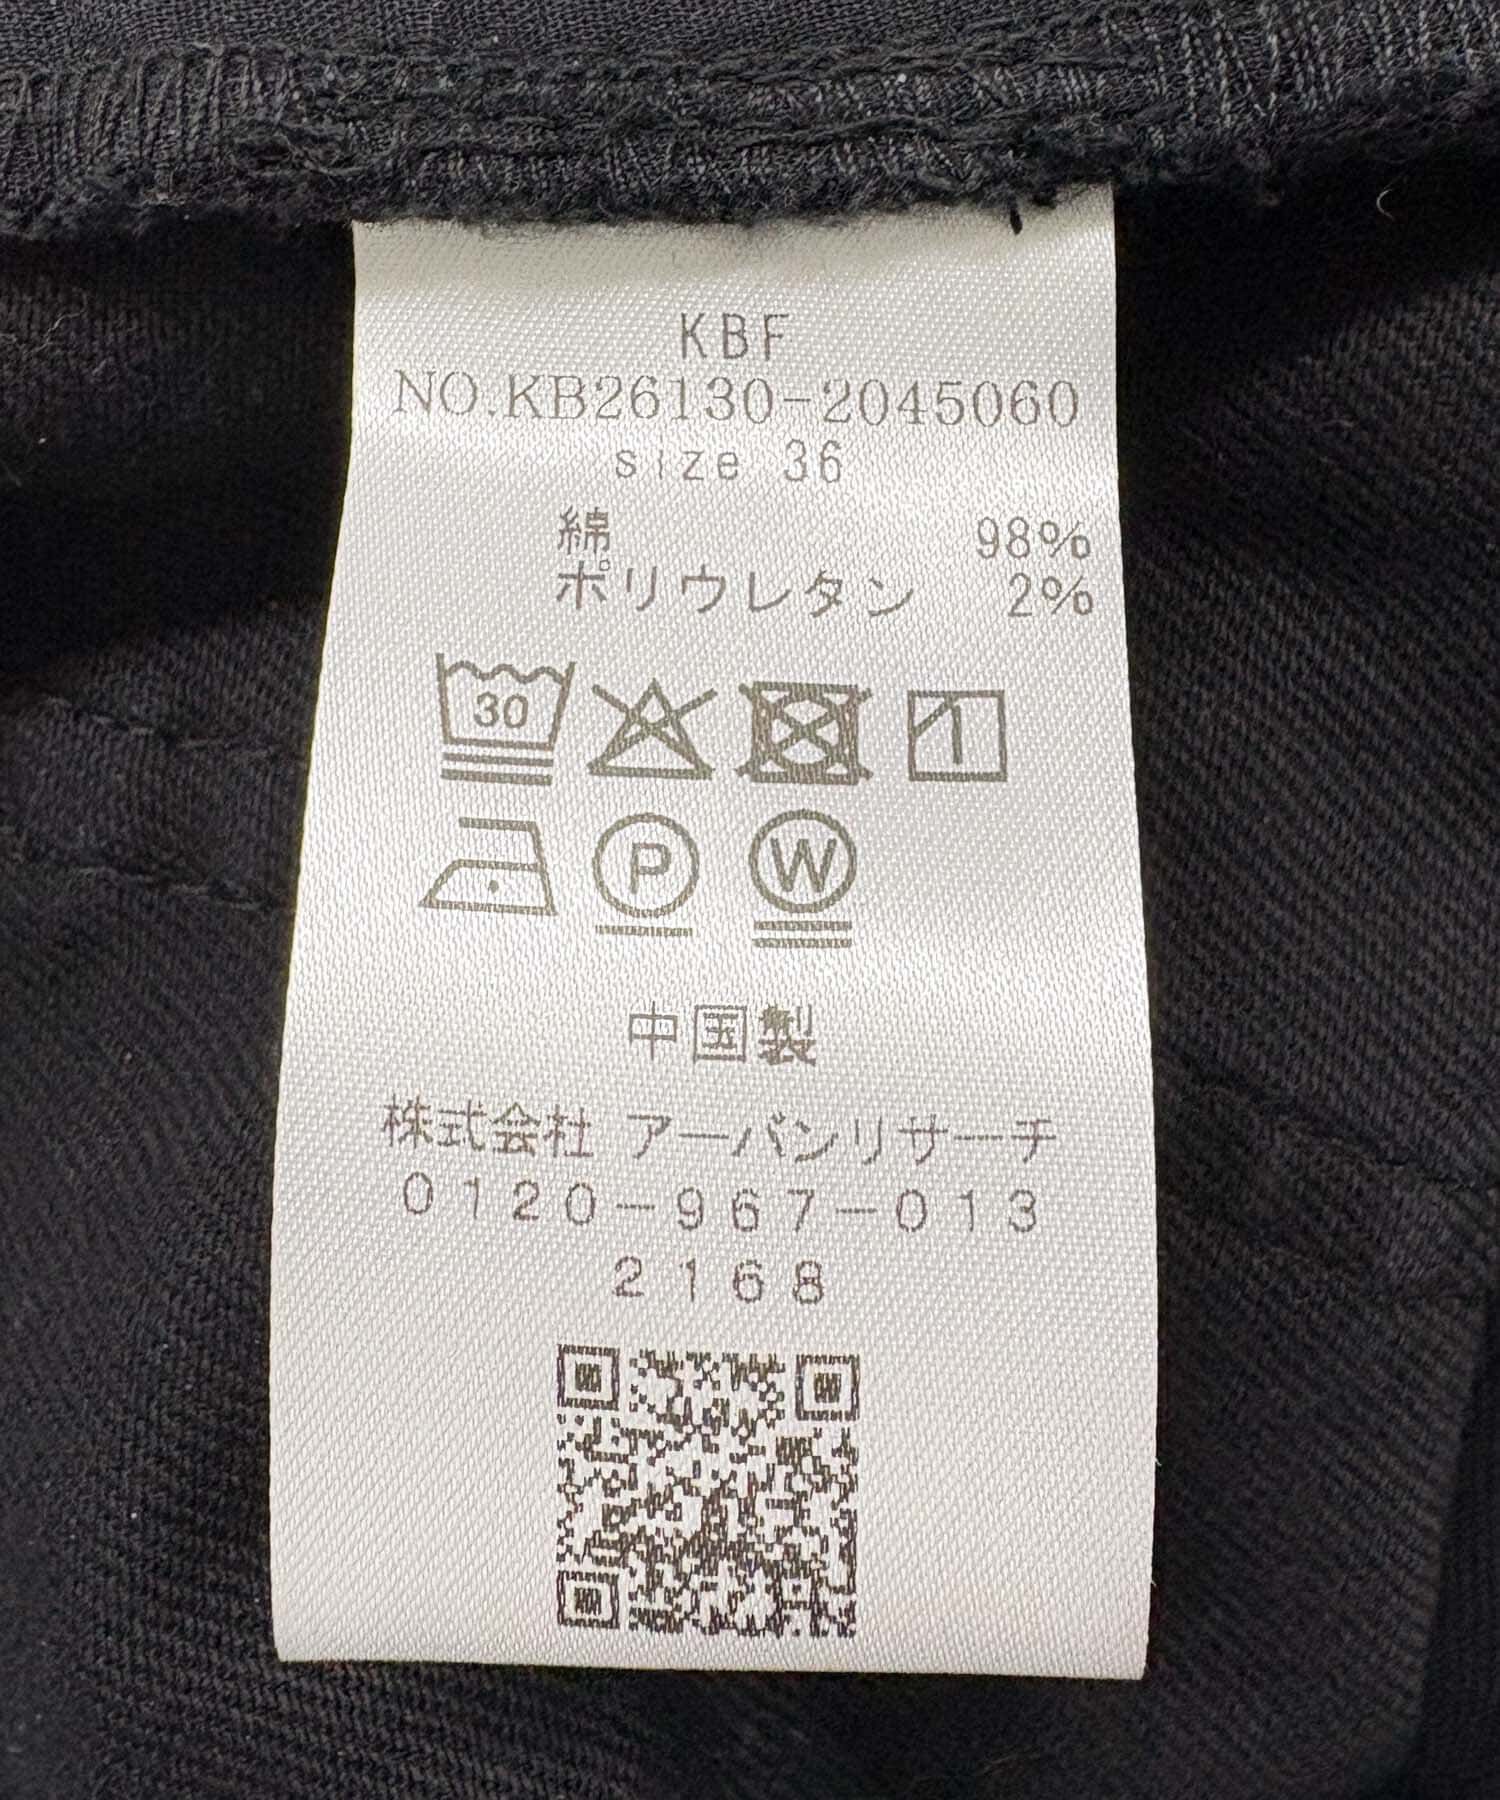 KBF
NO.KB26130-2045060
size 36
綿 98%
ポリウレタン 2%
30
P W
中国製
株式会社 アーバンリサーチ
0120-967-013
2168